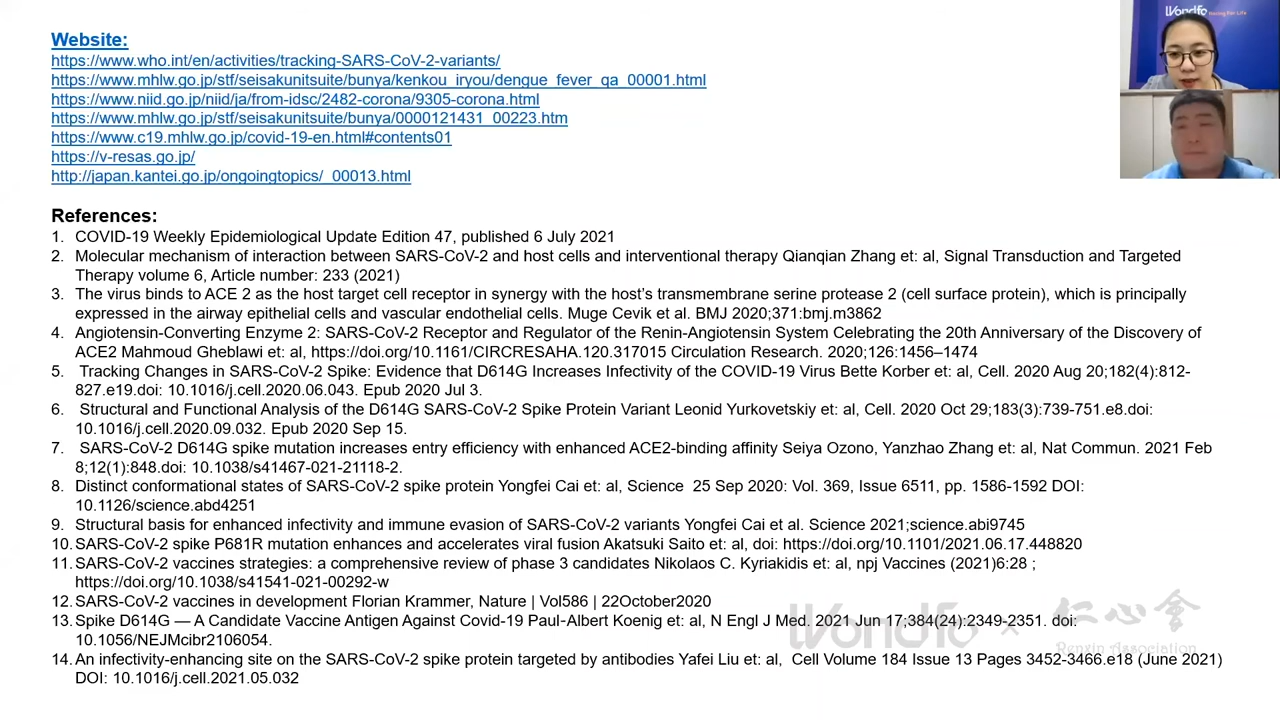 Wondfo Racing For Life
Website:
https://www.who.int/en/activities/tracking-SARS-CoV-2-variants/
https://www.mhlw.go.jp/stf/seisakunitsuite/bunya/kenkou_iryou/dengue_fever_qa_00001.html
https://www.niid.go.jp/niid/ja/from-idsc/2482-corona/9305-corona.html
https://www.mhlw.go.jp/stf/seisakunitsuite/bunya/0000121431_00223.htm
https://www.c19.mhlw.go.jp/covid-19-en.html#contents01
https://v-resas.go.jp/
http://japan.kantei.go.jp/ongoingtopics/_00013.html
References:
1. COVID-19 Weekly Epidemiological Update Edition 47, published 6 July 2021
2. Molecular mechanism of interaction between SARS-CoV-2 and host cells and interventional therapy Qianqian Zhang et: al, Signal Transduction and Targeted
Therapy volume 6, Article number: 233 (2021)
3. The virus binds to ACE 2 as the host target cell receptor in synergy with the host's transmembrane serine protease 2 (cell surface protein), which is principally
expressed in the airway epithelial cells and vascular endothelial cells. Muge Cevik et al. BMJ 2020;371:bmj.m3862
4. Angiotensin-Converting Enzyme 2: SARS-CoV-2 Receptor and Regulator of the Renin-Angiotensin System Celebrating the 20th Anniversary of the Discovery of
ACE2 Mahmoud Gheblawi et: al, https://doi.org/10.1161/CIRCRESAHA.120.317015 Circulation Research. 2020;126:1456–1474
5. Tracking Changes in SARS-CoV-2 Spike: Evidence that D614G Increases Infectivity of the COVID-19 Virus Bette Korber et: al, Cell. 2020 Aug 20;182(4):812-
827.e19.doi: 10.1016/j.cell.2020.06.043. Epub 2020 Jul 3.
6. Structural and Functional Analysis of the D614G SARS-CoV-2 Spike Protein Variant Leonid Yurkovetskiy et: al, Cell. 2020 Oct 29;183(3):739-751.e8.doi:
10.1016/j.cell.2020.09.032. Epub 2020 Sep 15.
7. SARS-CoV-2 D614G spike mutation increases entry efficiency with enhanced ACE2-binding affinity Seiya Ozono, Yanzhao Zhang et: al, Nat Commun. 2021 Feb
8;12(1):848.doi: 10.1038/s41467-021-21118-2.
8. Distinct conformational states of SARS-CoV-2 spike protein Yongfei Cai et: al, Science 25 Sep 2020: Vol. 369, Issue 6511, pp. 1586-1592 DOI:
10.1126/science.abd4251
9. Structural basis for enhanced infectivity and immune evasion of SARS-CoV-2 variants Yongfei Cai et al. Science 2021;science.abi9745
10. SARS-CoV-2 spike P681R mutation enhances and accelerates viral fusion Akatsuki Saito et: al, doi: https://doi.org/10.1101/2021.06.17.448820
11. SARS-CoV-2 vaccines strategies: a comprehensive review of phase 3 candidates Nikolaos C. Kyriakidis et: al, npj Vaccines (2021)6:28 ;
https://doi.org/10.1038/s41541-021-00292-w
12. SARS-CoV-2 vaccines in development Florian Krammer, Nature | Vol586 | 22October2020
13. Spike D614G — A Candidate Vaccine Antigen Against Covid-19 Paul-Albert Koenig et: al, N Engl J Med. 2021 Jun 17;384(24):2349-2351. doi:
10.1056/NEJMcibr2106054.
14. An infectivity-enhancing site on the SARS-CoV-2 spike protein targeted by antibodies Yafei Liu et: al, Cell Volume 184 Issue 13 Pages 3452-3466.e18 (June 2021)
DOI: 10.1016/j.cell.2021.05.032
Wondfo × 仁心會
Renxin Association